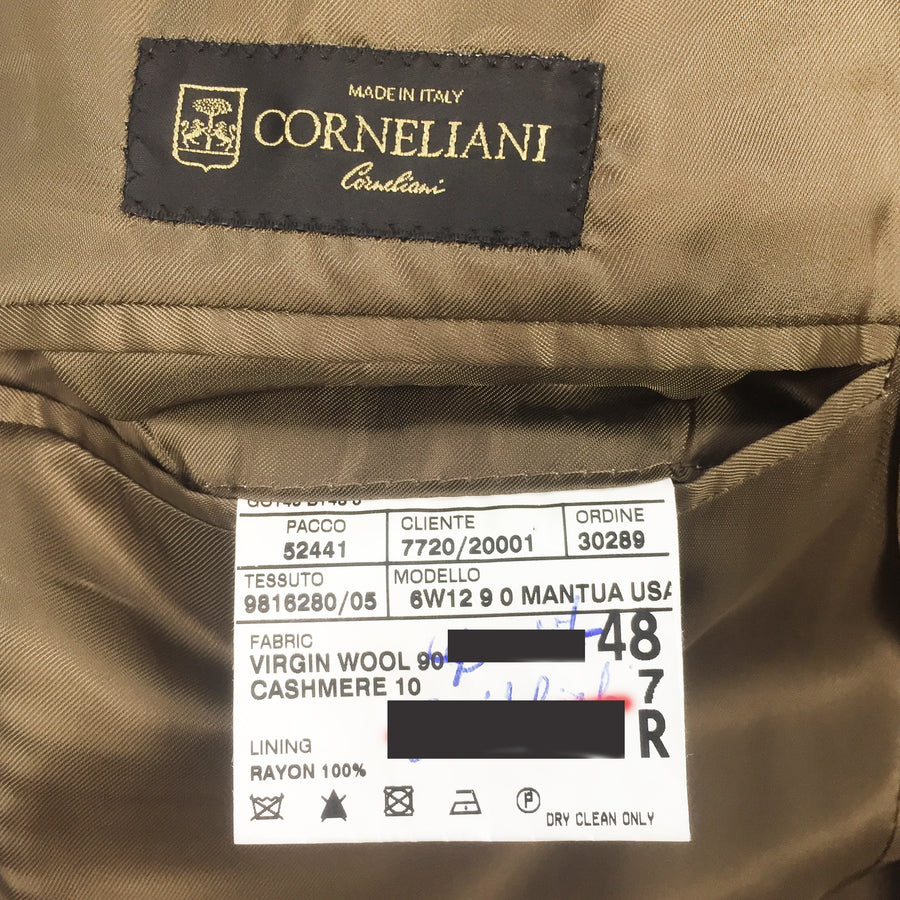 MADE IN ITALY
CORNELIANI
Corneliani
PACCO
52441
CLIENTE
7720/20001
ORDINE
30289
TESSUTO
9816280/05
MODELLO
6W12 9 0 MANTUA USA
FABRIC
VIRGIN WOOL 90
CASHMERE 10
48
7
R
LINING
RAYON 100%
P
DRY CLEAN ONLY